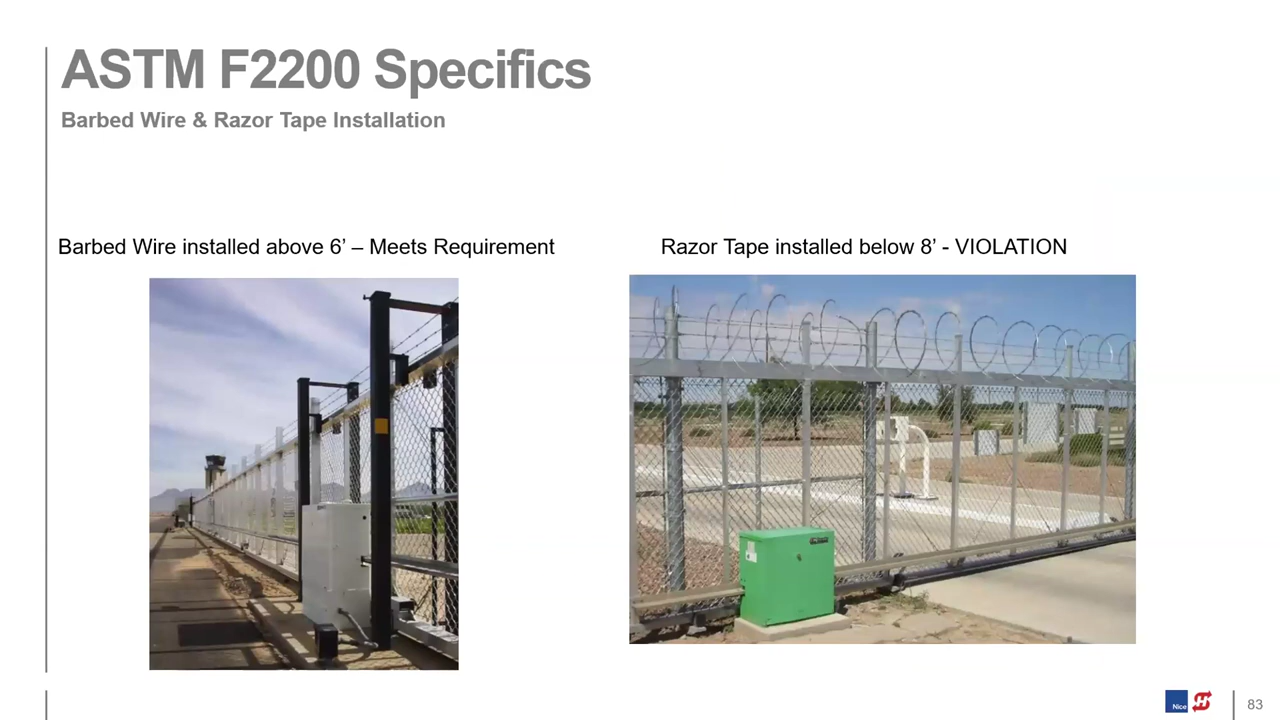 ASTM F2200 Specifics
Barbed Wire & Razor Tape Installation
Barbed Wire installed above 6’ – Meets Requirement
Razor Tape installed below 8’ - VIOLATION
Nice
H
83